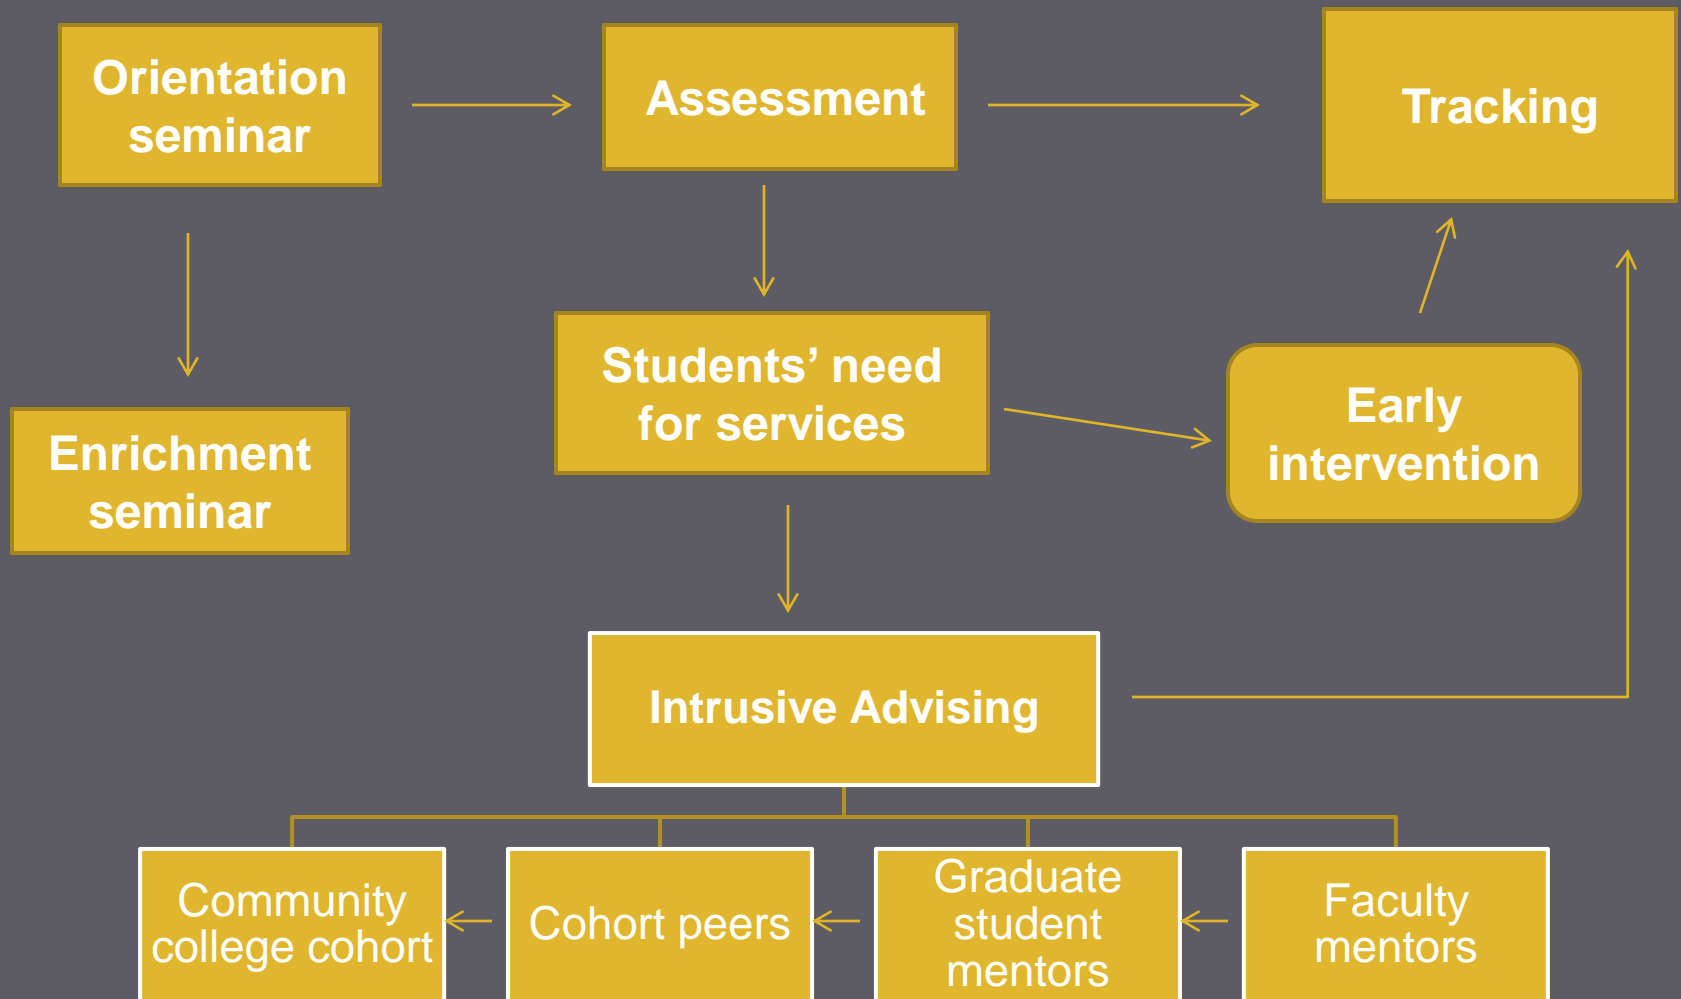 Orientation
seminar
Assessment
Tracking
Students’ need
for services
Early
intervention
Enrichment
seminar
Intrusive Advising
Community
college cohort
Cohort peers
Graduate
student
mentors
Faculty
mentors